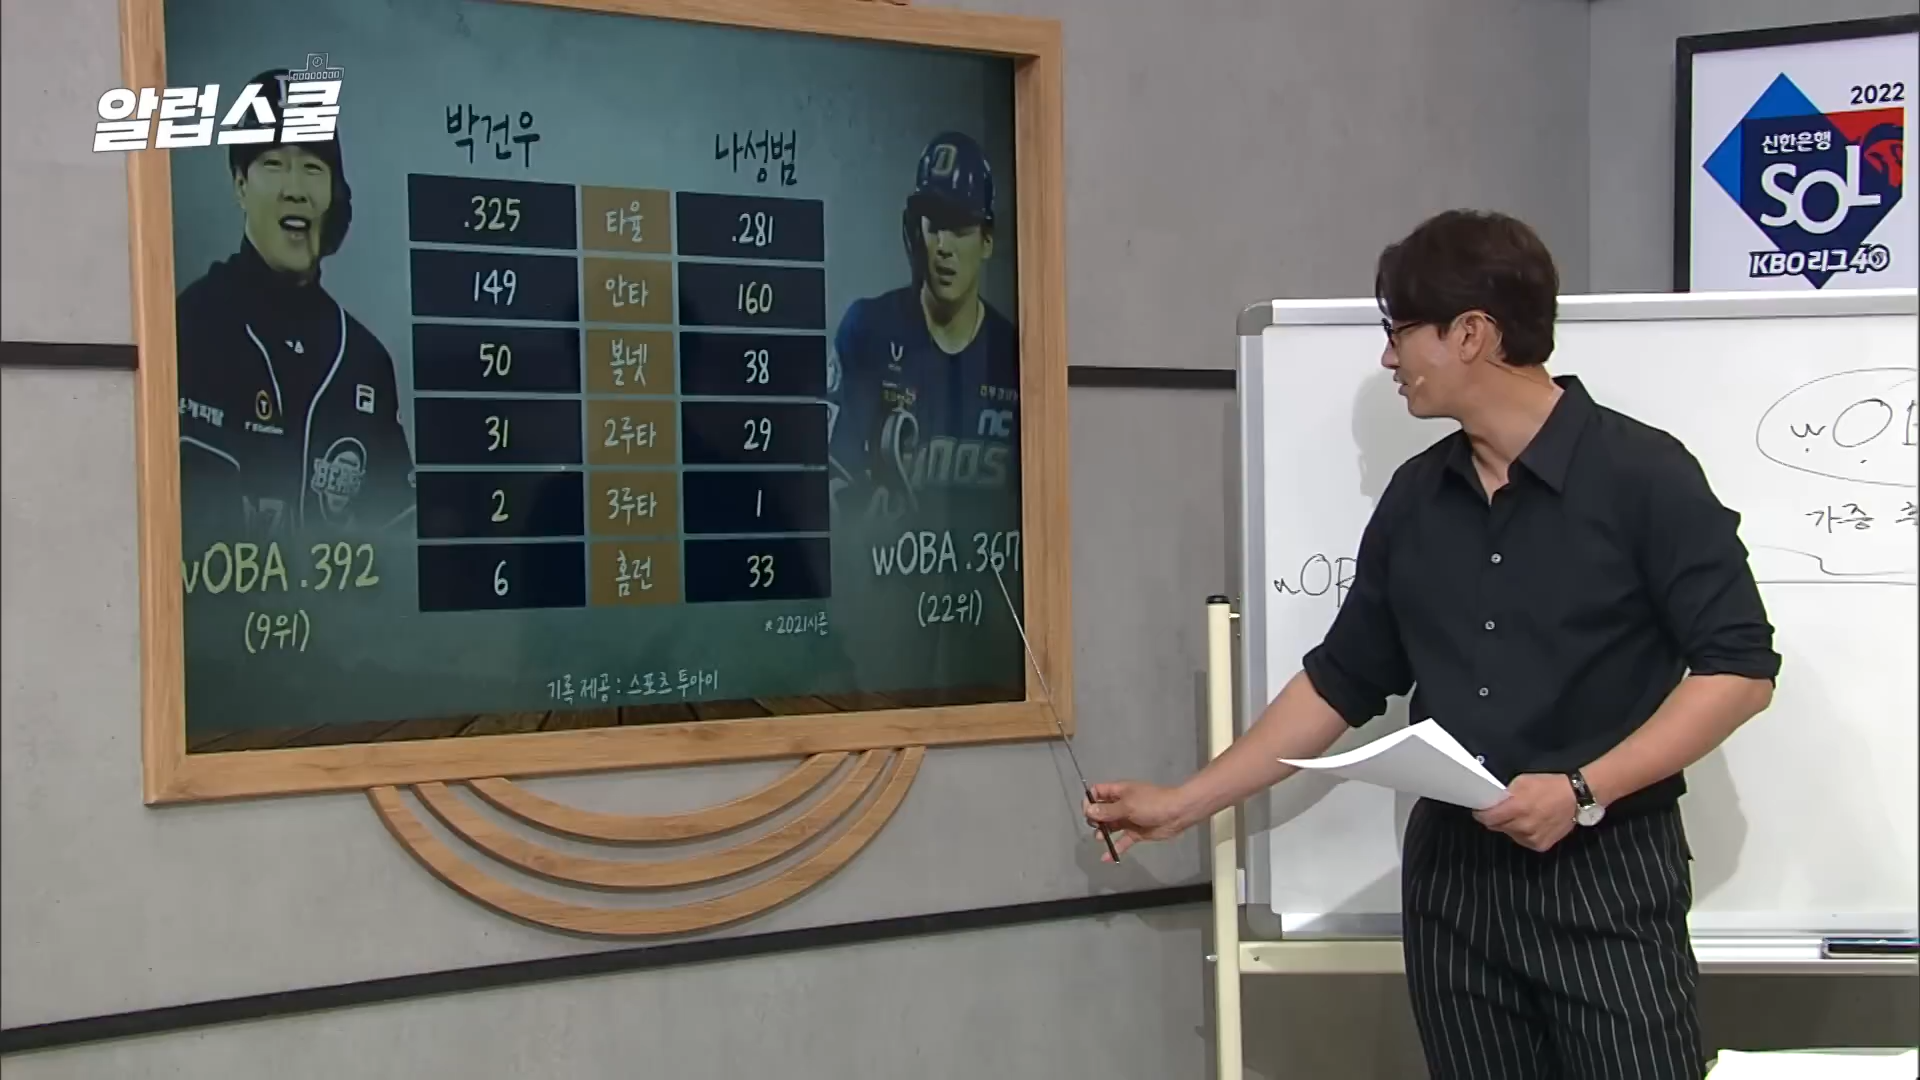 알럽스쿨
박건우
나성범
.325 타율 .281
149 안타 160
50 볼넷 38
31 2루타 29
2 3루타 1
6 홈런 33
wOBA .392
(9위)
wOBA .367
(22위)
* 2021시즌
기록 제공 : 스포츠투아이
BEARS
NC
D
2022
신한은행
SOL
KBO 리그 40
가중